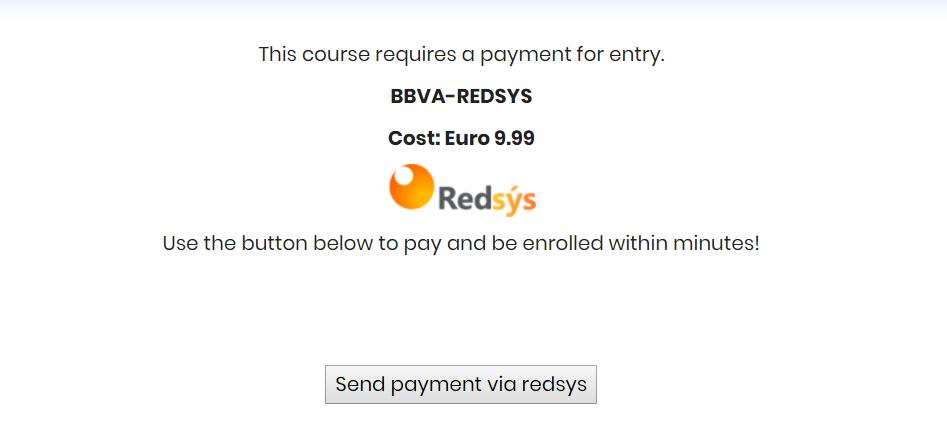 This course requires a payment for entry.
BBVA-REDSYS
Cost: Euro 9.99
Redsýs
Use the button below to pay and be enrolled within minutes!
Send payment via redsys